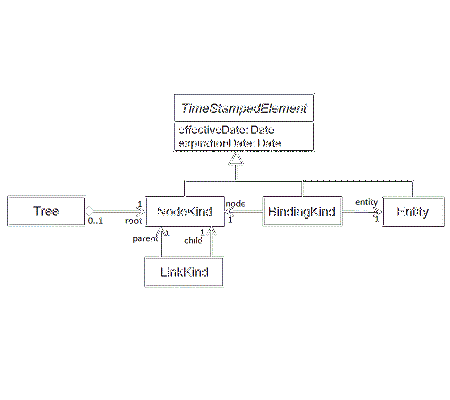 TimeStampedElement
effectiveDate: Date
expirationDate: Date
Tree
1
0..1
root
NodeKind
node
1
BindingKind
entity
1
Entity
parent
1
child
1
LinkKind